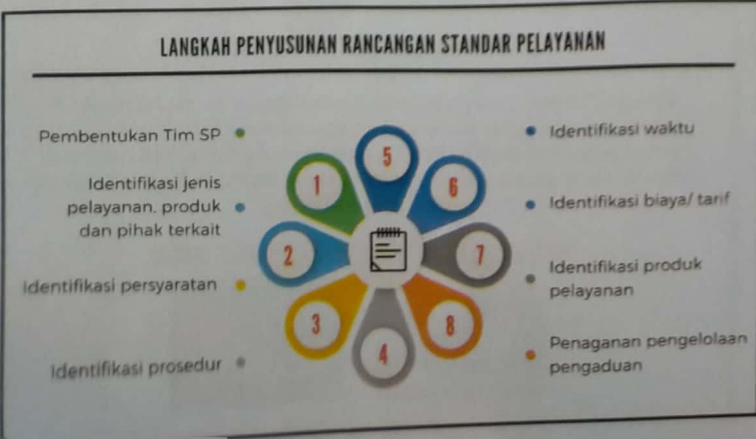 LANGKAH PENYUSUNAN RANCANGAN STANDAR PELAYANAN
Pembentukan Tim SP
Identifikasi jenis
pelayanan. produk
dan pihak terkait
Identifikasi persyaratan
Identifikasi prosedur
1
2
3
4
5
6
7
8
Identifikasi waktu
Identifikasi biaya/ tarif
Identifikasi produk
pelayanan
Penaganan pengelolaan
pengaduan